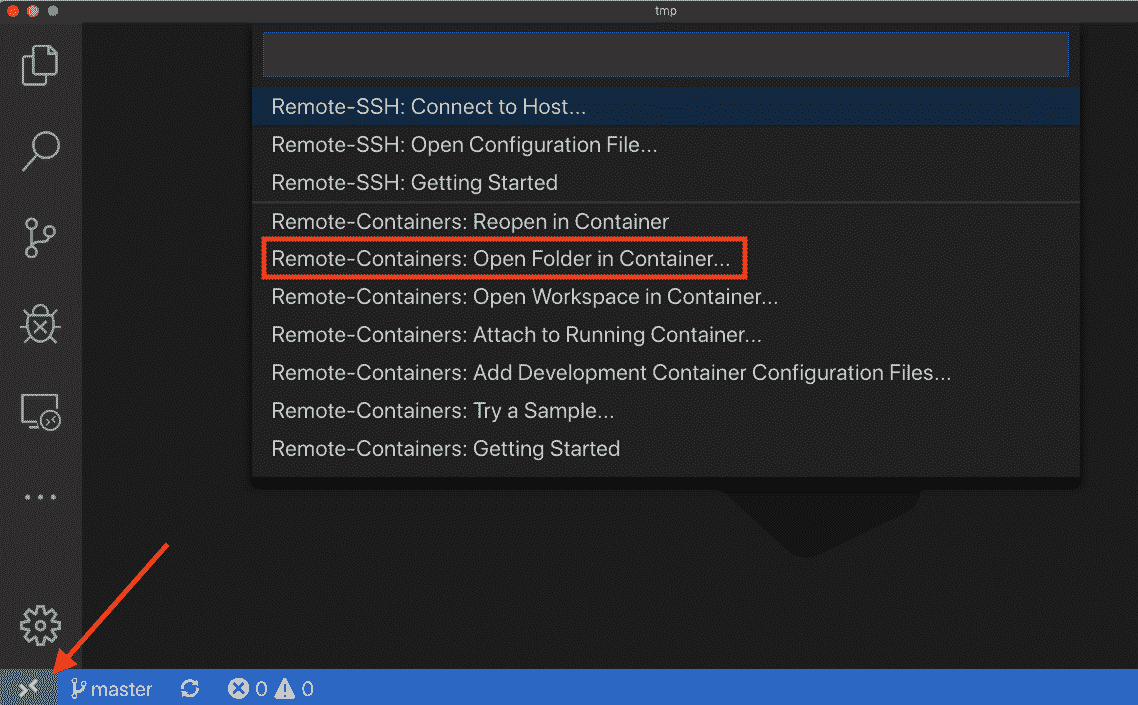 tmp
Remote-SSH: Connect to Host...
Remote-SSH: Open Configuration File...
Remote-SSH: Getting Started
Remote-Containers: Reopen in Container
Remote-Containers: Open Folder in Container...
Remote-Containers: Open Workspace in Container...
Remote-Containers: Attach to Running Container...
Remote-Containers: Add Development Container Configuration Files...
Remote-Containers: Try a Sample...
Remote-Containers: Getting Started
master 0 0